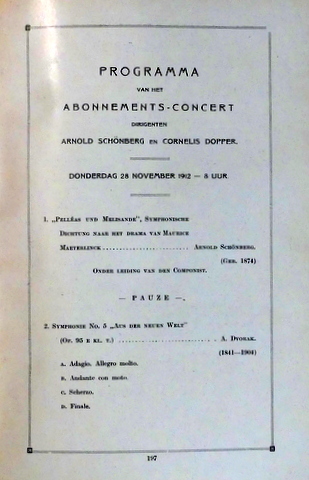 PROGRAMMA
VAN HET
ABONNEMENTS-CONCERT
DIRIGENTEN
ARNOLD SCHÖNBERG EN CORNELIS DOPPER.
DONDERDAG 28 NOVEMBER 1912 — 8 UUR
1. „Pelléas und Melisande", Symphonische
Dichtung naar het drama van Maurice
Maeterlinck .................... Arnold Schönberg.
(Geb. 1874)
Onder leiding van den Componist.
— PAUZE —.
2. Symphonie No. 5 „Aus der neuen Welt"
(Op. 95 e kl. t.) .................... A. Dvorak.
(1841—1904)
a. Adagio. Allegro molto.
b. Andante con moto.
c. Scherzo.
d. Finale.
197